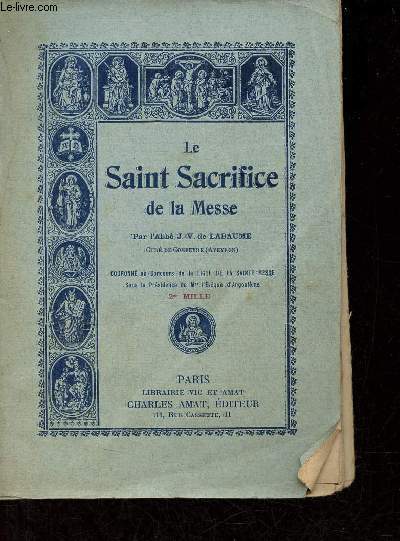 Le-livre.com
Le
Saint Sacrifice
de la Messe
Par l'Abbé J.-V. de LABAUME
(CURÉ DE COMPEYRE (AVEYRON)
COURONNÉ au Concours de la LIGUE DE LA SAINTE MESSE
Sous la Présidence de Mgr l'Évêque d'Angoulême
2e MILLE
PARIS
LIBRAIRIE VIC ET AMAT
CHARLES AMAT, ÉDITEUR
11, RUE CASSETTE, 11